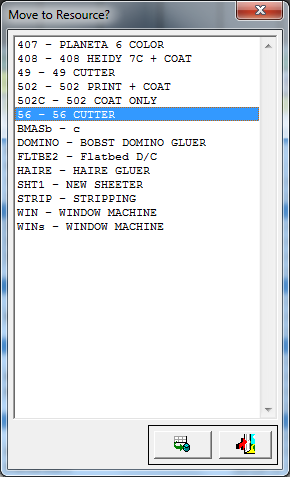 Move to Resource?
407 - PLANETA 6 COLOR
408 - 408 HEIDY 7C + COAT
49 - 49 CUTTER
502 - 502 PRINT + COAT
502C - 502 COAT ONLY
56 - 56 CUTTER
BMASb - c
DOMINO - BOBST DOMINO GLUER
FLTBE2 - Flatbed D/C
HAIRE - HAIRE GLUER
SHT1 - NEW SHEETER
STRIP - STRIPPING
WIN - WINDOW MACHINE
WINs - WINDOW MACHINE